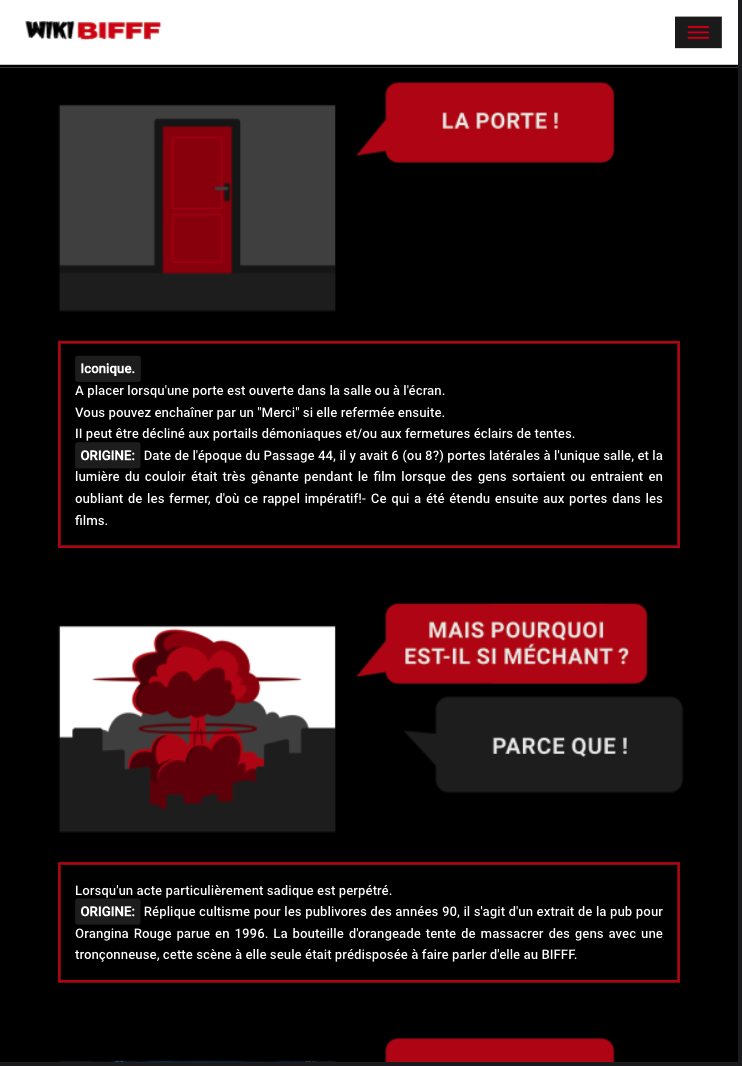 WIKI BIFFF
LA PORTE !
Iconique.
A placer lorsqu'une porte est ouverte dans la salle ou à l'écran.
Vous pouvez enchaîner par un "Merci" si elle refermée ensuite.
Il peut être décliné aux portails démoniaques et/ou aux fermetures éclairs de tentes.
ORIGINE: Date de l'époque du Passage 44, il y avait 6 (ou 8?) portes latérales à l'unique salle, et la
lumière du couloir était très gênante pendant le film lorsque des gens sortaient ou entraient en
oubliant de les fermer, d'où ce rappel impératif!- Ce qui a été étendu ensuite aux portes dans les
films.
MAIS POURQUOI
EST-IL SI MÉCHANT ?
PARCE QUE !
Lorsqu'un acte particulièrement sadique est perpétré.
ORIGINE: Réplique cultisme pour les publivores des années 90, il s'agit d'un extrait de la pub pour
Orangina Rouge parue en 1996. La bouteille d'orangeade tente de massacrer des gens avec une
tronçonneuse, cette scène à elle seule était prédisposée à faire parler d'elle au BIFFF.